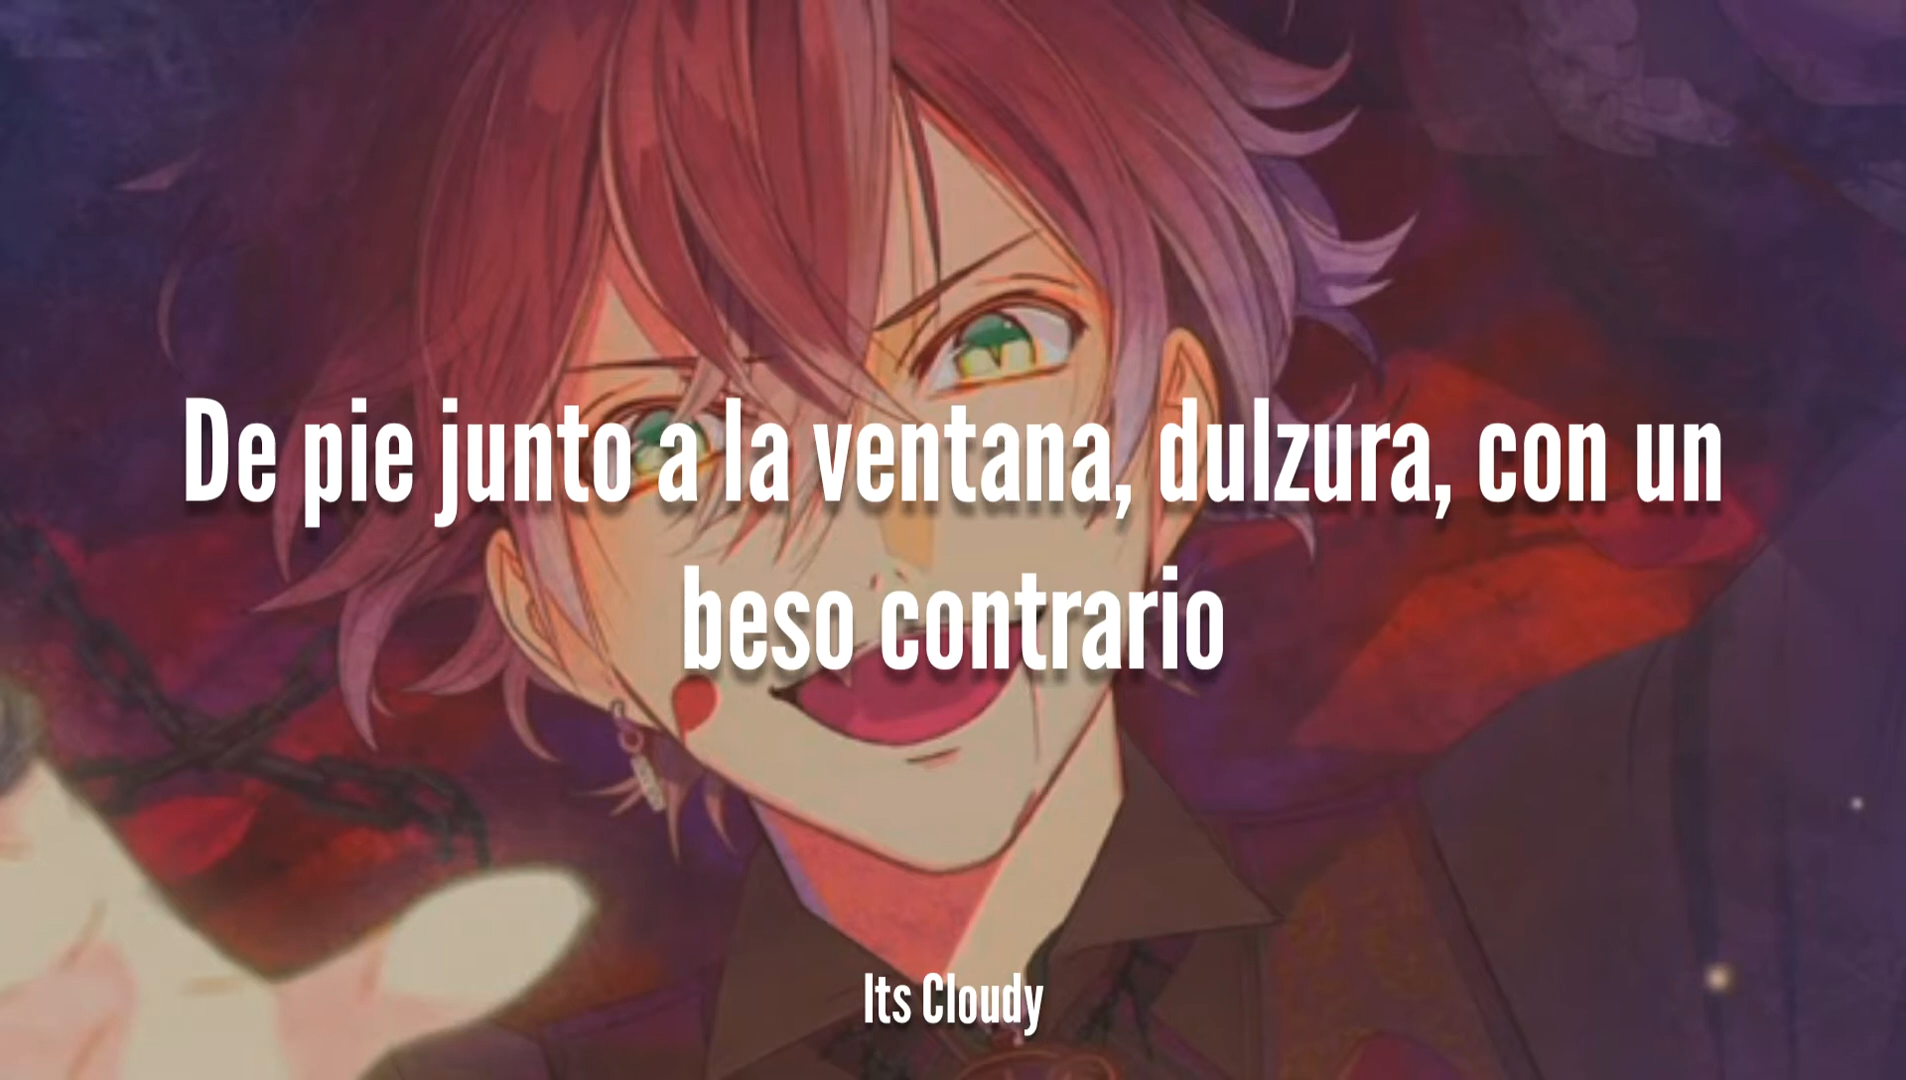 De pie junto a la ventana, dulzura, con un
beso contrario
Its Cloudy